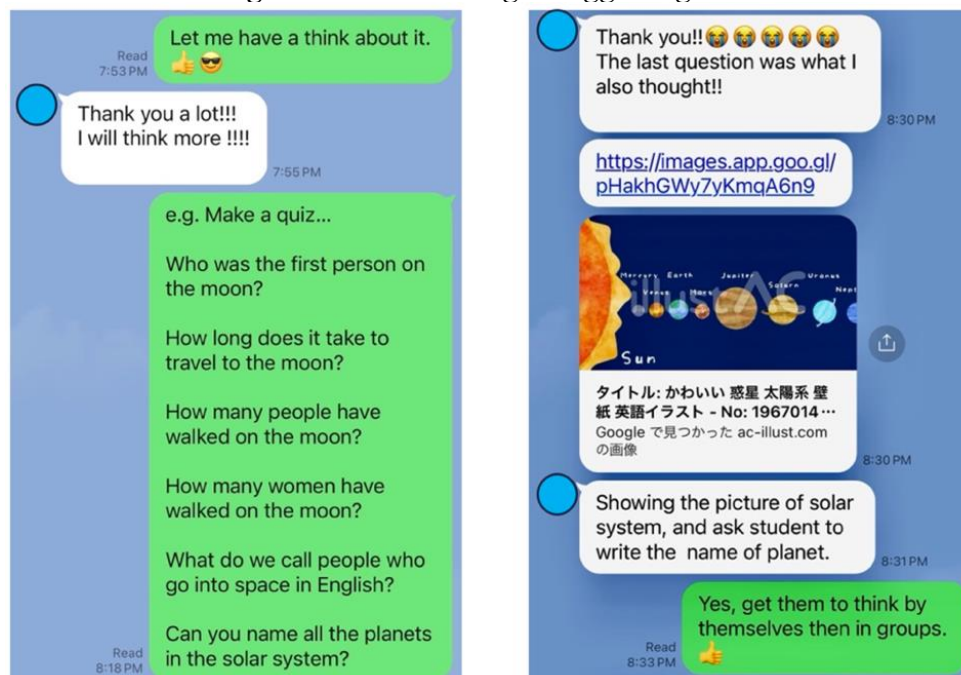 Let me have a think about it.
👍😎
Read
7:53 PM
Thank you a lot!!!
I will think more !!!!
7:55 PM
e.g. Make a quiz...
Who was the first person on
the moon?
How long does it take to
travel to the moon?
How many people have
walked on the moon?
How many women have
walked on the moon?
What do we call people who
go into space in English?
Can you name all the planets
in the solar system?
Read
8:18 PM
Thank you!!😭😭😭😭😭
The last question was what I
also thought!!
8:30 PM
https://images.app.goo.gl/
pHakhGWy7yKmqA6n9
Mercury Earth Jupiter Uranus
Venus Mars Saturn Nept
illustAC
Sun
タイトル: かわいい 惑星 太陽系 壁
紙 英語イラスト - No: 1967014…
Google で見つかった ac-illust.com
の画像
8:30 PM
Showing the picture of solar
system, and ask student to
write the name of planet.
8:31 PM
Yes, get them to think by
themselves then in groups.
👍
Read
8:33 PM